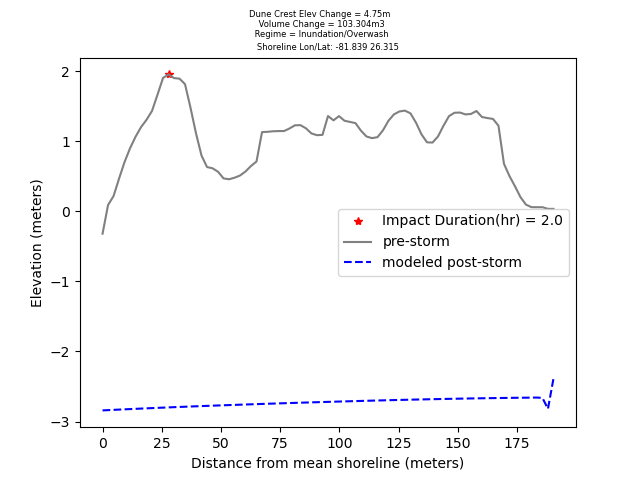 Dune Crest Elev Change = 4.75m
Volume Change = 103.304m3
Regime = Inundation/Overwash
Shoreline Lon/Lat: -81.839 26.315
2
1
0
−1
−2
−3
Elevation (meters)
Impact Duration(hr) = 2.0
pre-storm
modeled post-storm
0 25 50 75 100 125 150 175
Distance from mean shoreline (meters)